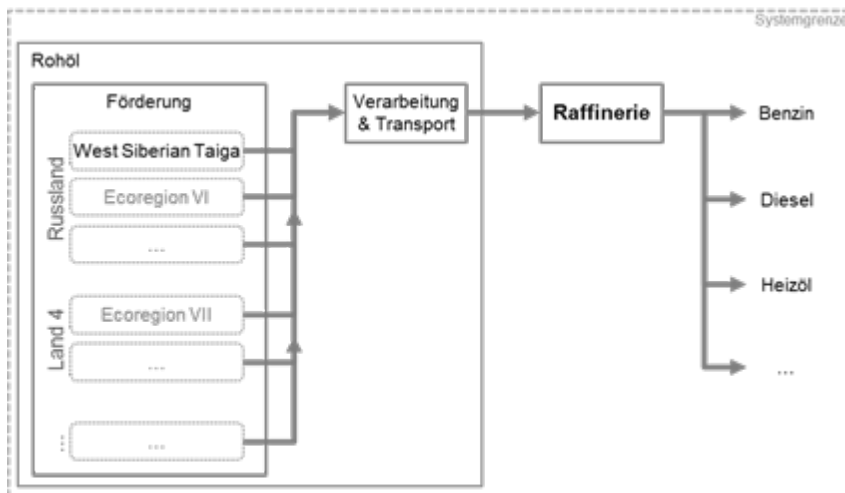 Systemgrenze
Rohöl
Förderung
Russland
West Siberian Taiga
Ecoregion VI
...
Land 4
Ecoregion VII
...
...
...
Verarbeitung
& Transport
Raffinerie
Benzin
Diesel
Heizöl
...